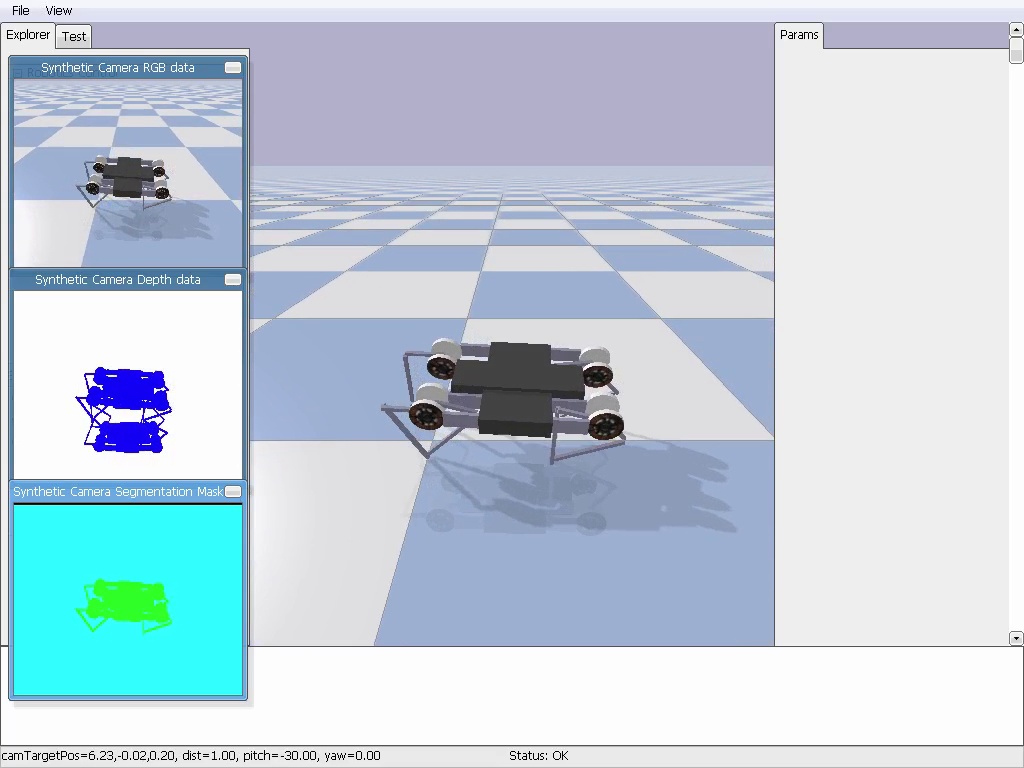 File View
Explorer Test
Params
Synthetic Camera RGB data
Synthetic Camera Depth data
Synthetic Camera Segmentation Mask
camTargetPos=6.23,-0.02,0.20, dist=1.00, pitch=-30.00, yaw=0.00
Status: OK